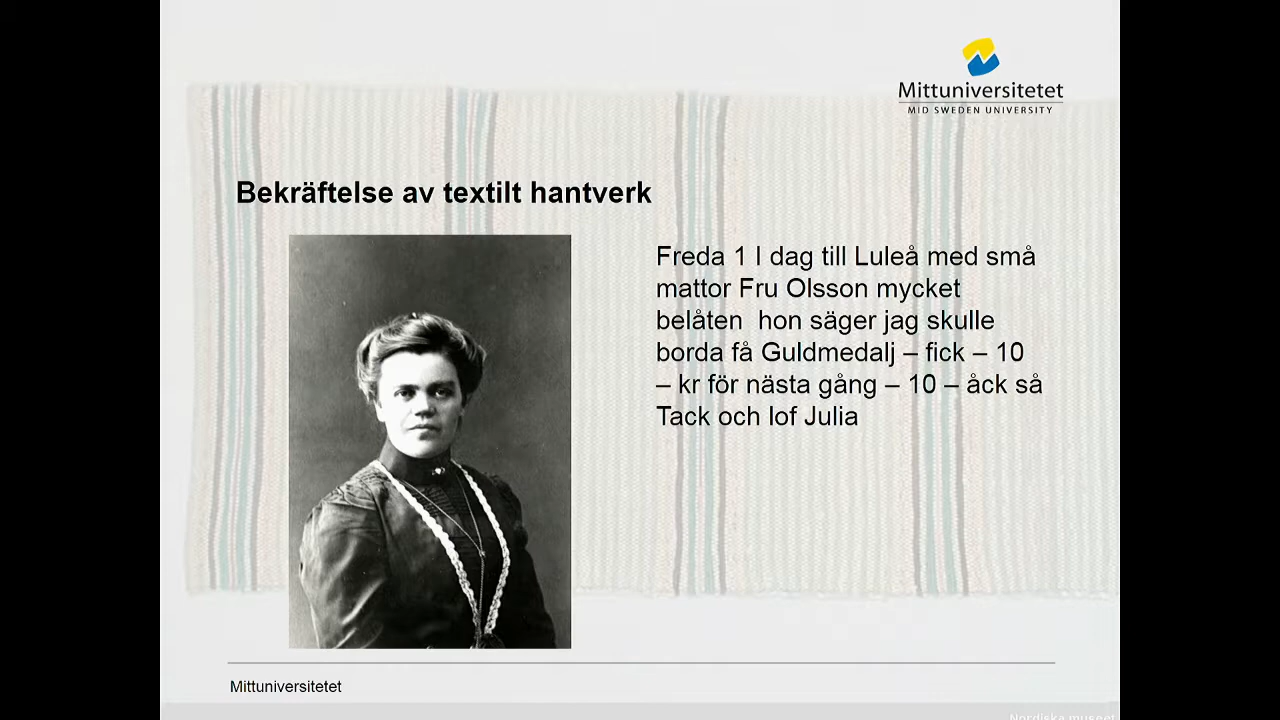 Mittuniversitetet
MID SWEDEN UNIVERSITY
Bekräftelse av textilt hantverk
Freda 1 I dag till Luleå med små
mattor Fru Olsson mycket
belåten hon säger jag skulle
borda få Guldmedalj – fick – 10
– kr för nästa gång – 10 – åck så
Tack och lof Julia
Mittuniversitetet
Nordiska museet